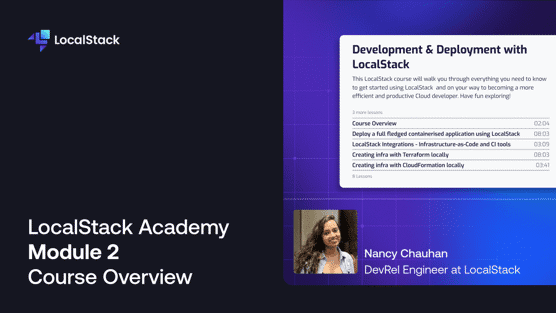 LocalStack
Development & Deployment with
LocalStack
This LocalStack course will walk you through everything you need to know
to get started using LocalStack and on your way to becoming a more
efficient and productive Cloud developer. Have fun exploring!
Course Overview 02:04
Deploy a full fledged containerised application using LocalStack 08:03
LocalStack Integrations - Infrastructure-as-Code and CI tools 03:09
Creating infra with Terraform locally 08:03
Creating infra with CloudFormation locally 03:41
8 Lessons
LocalStack Academy
Module 2
Course Overview
Nancy Chauhan
DevRel Engineer at LocalStack